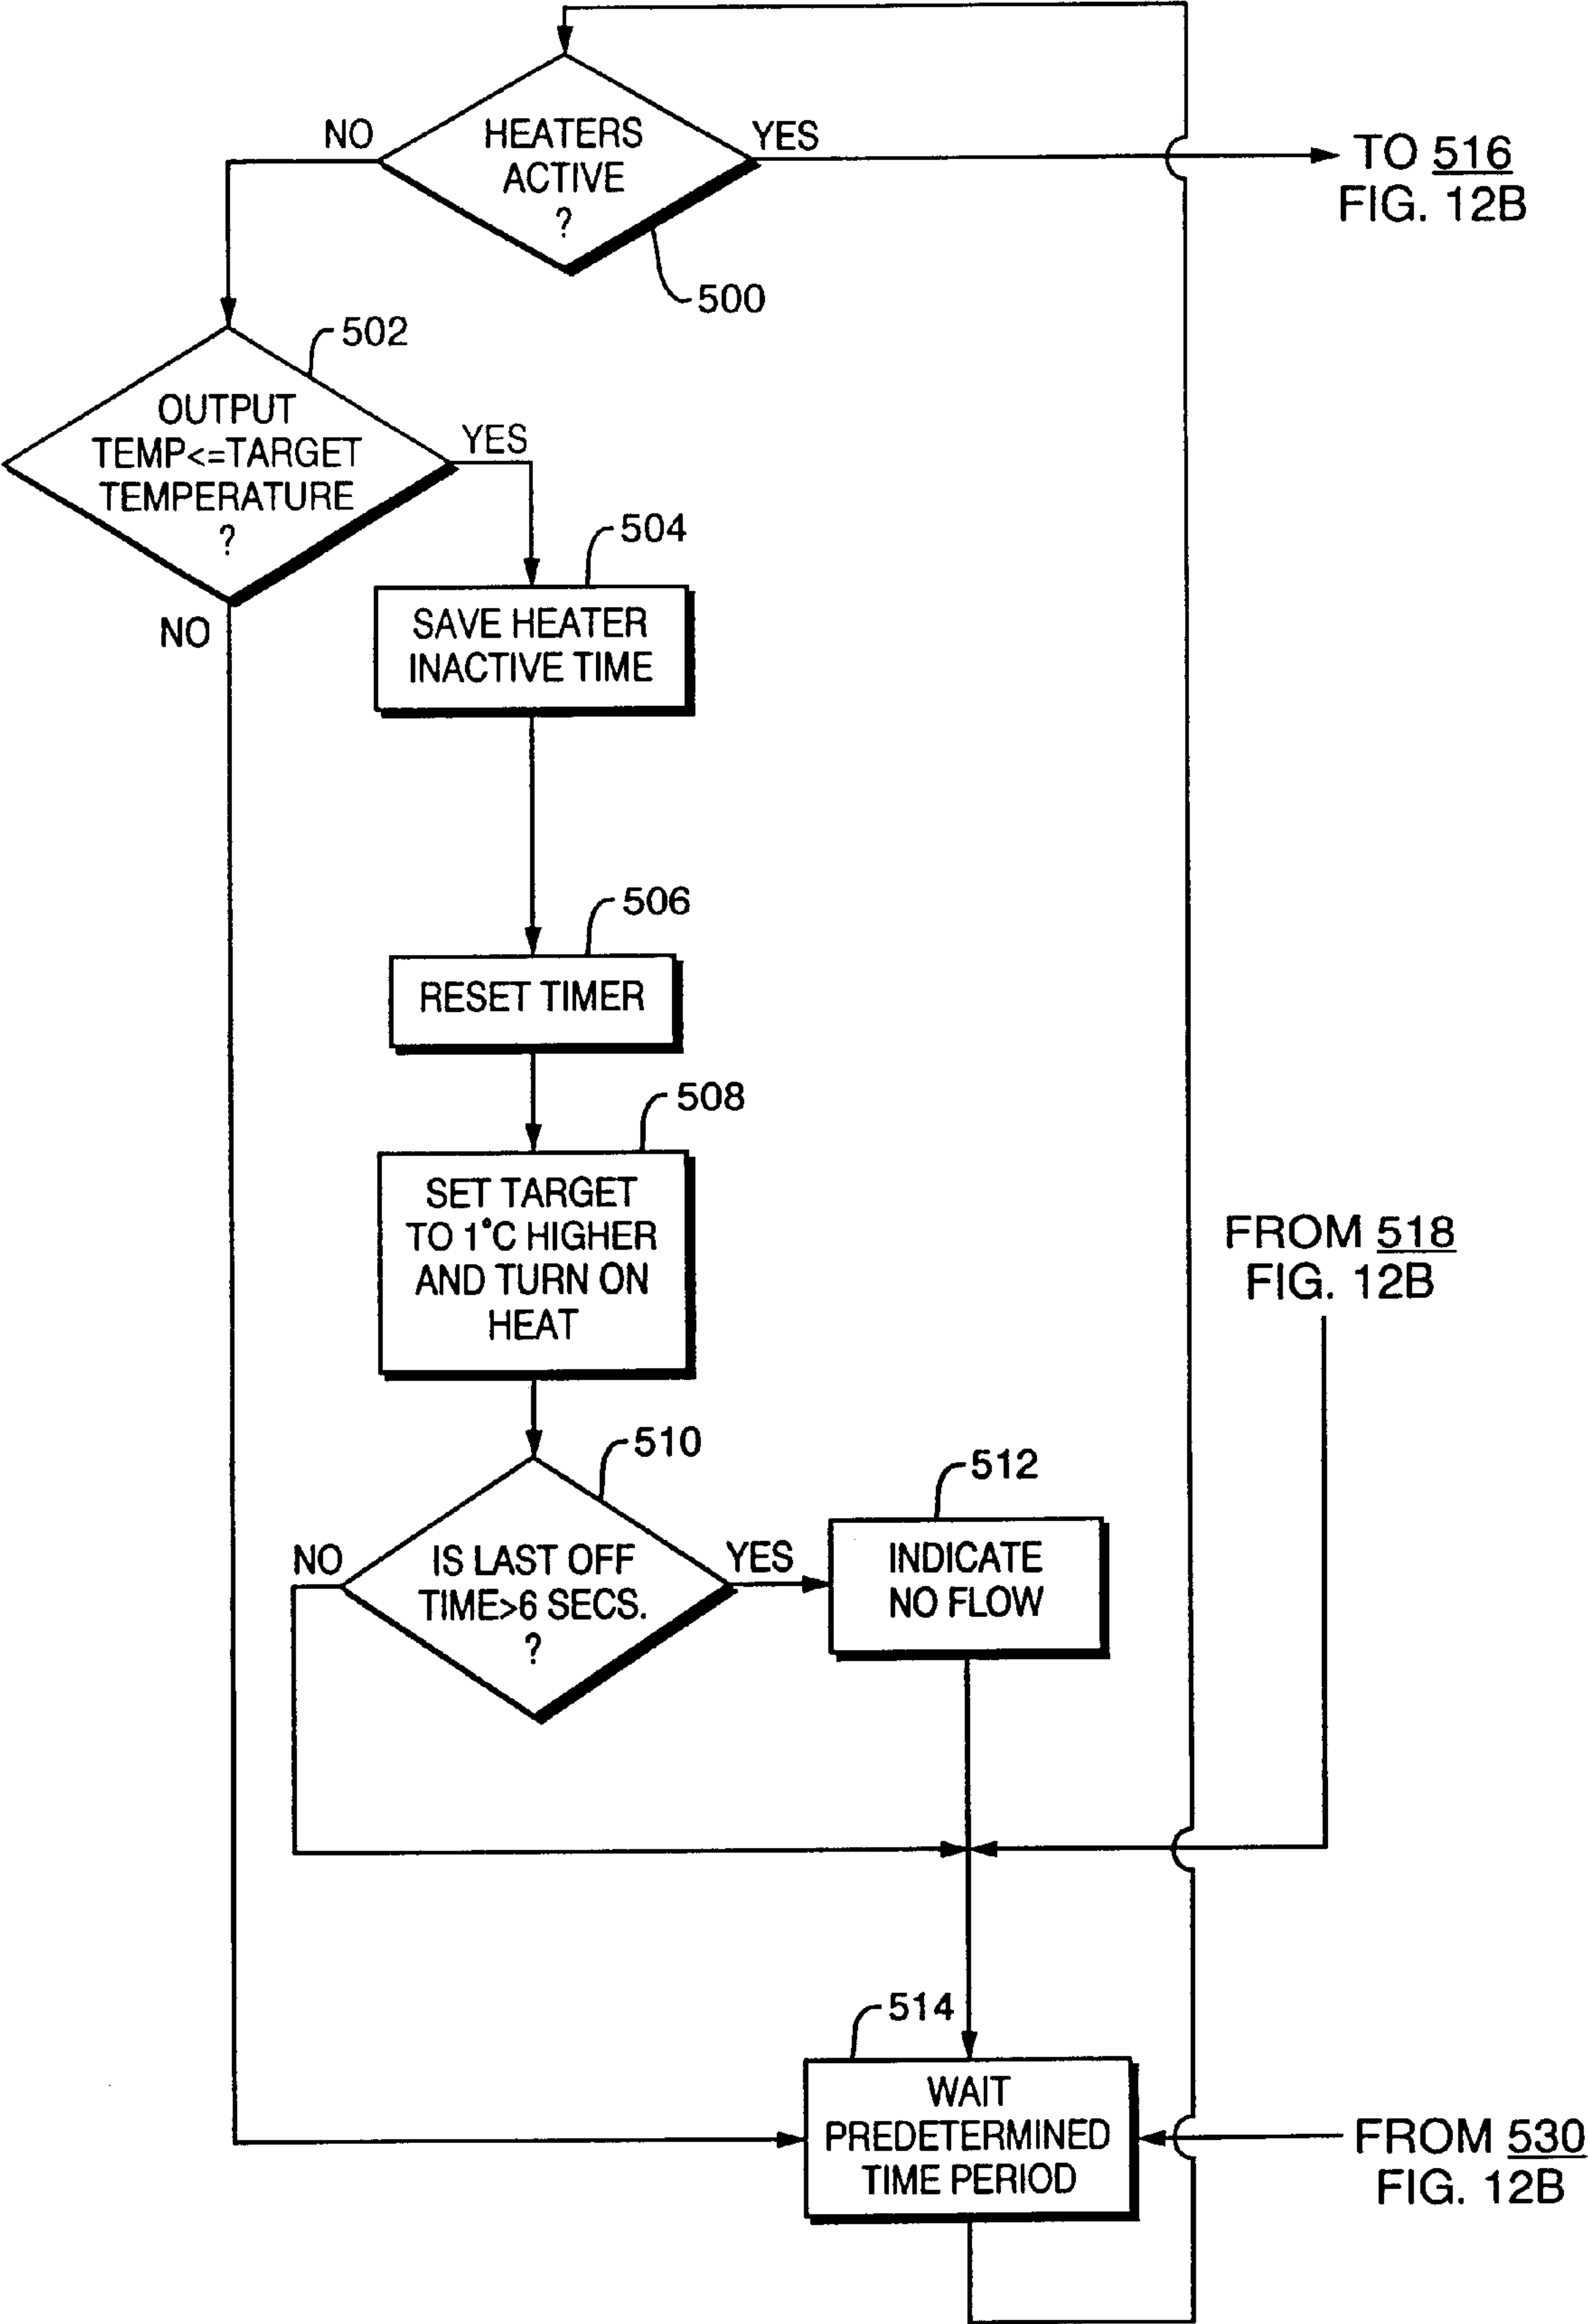 NO
HEATERS
ACTIVE
?
YES
TO 516
FIG. 12B
500
502
OUTPUT
TEMP<=TARGET
TEMPERATURE
?
YES
NO
504
SAVE HEATER
INACTIVE TIME
506
RESET TIMER
508
SET TARGET
TO 1°C HIGHER
AND TURN ON
HEAT
FROM 518
FIG. 12B
510
NO
IS LAST OFF
TIME>6 SECS.
?
YES
512
INDICATE
NO FLOW
514
WAIT
PREDETERMINED
TIME PERIOD
FROM 530
FIG. 12B